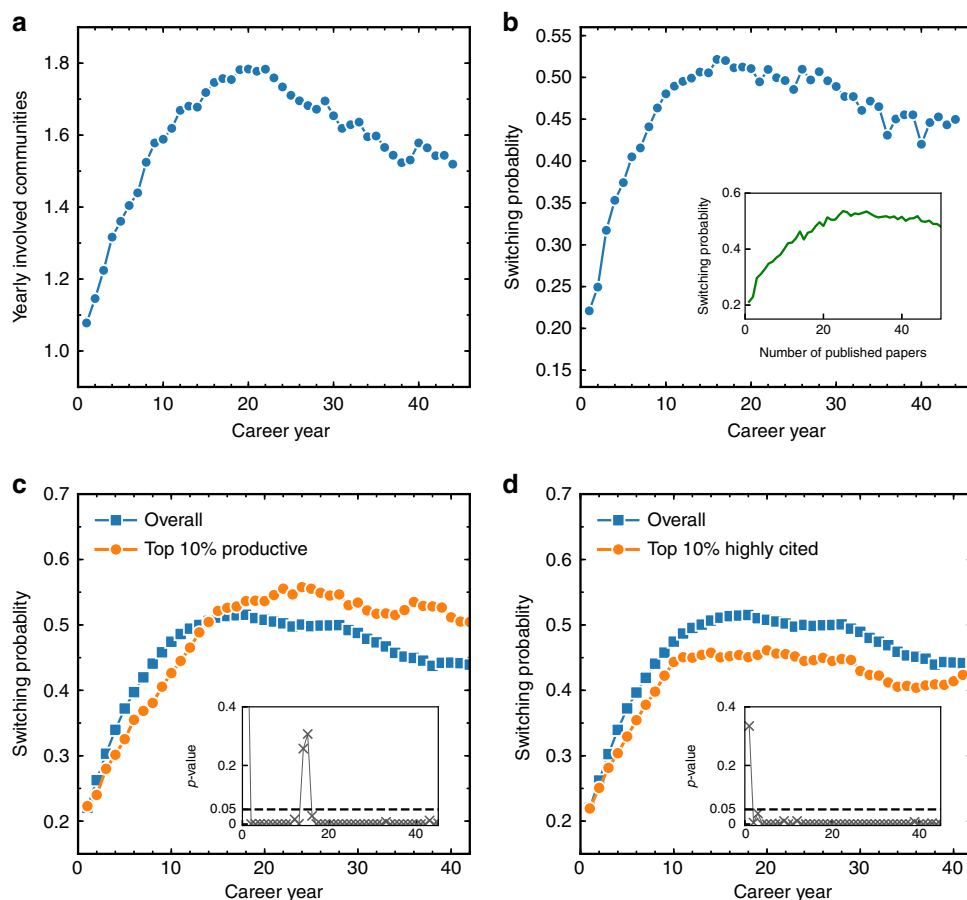 a
1.8
1.6
1.4
1.2
1.0
Yearly involved communities
0 10 20 30 40
Career year
b
0.55
0.50
0.45
0.40
0.35
0.30
0.25
0.20
0.15
Switching probablity
0 10 20 30 40
Career year
0.6
0.4
0.2
Switching probablity
0 20 40
Number of published papers
c
0.7
0.6
0.5
0.4
0.3
0.2
Switching probablity
Overall
Top 10% productive
0 10 20 30 40
Career year
0.4
0.2
0.05
0
p-value
0 20 40
d
0.7
0.6
0.5
0.4
0.3
0.2
Switching probablity
Overall
Top 10% highly cited
0 10 20 30 40
Career year
0.4
0.2
0.05
0
p-value
0 20 40